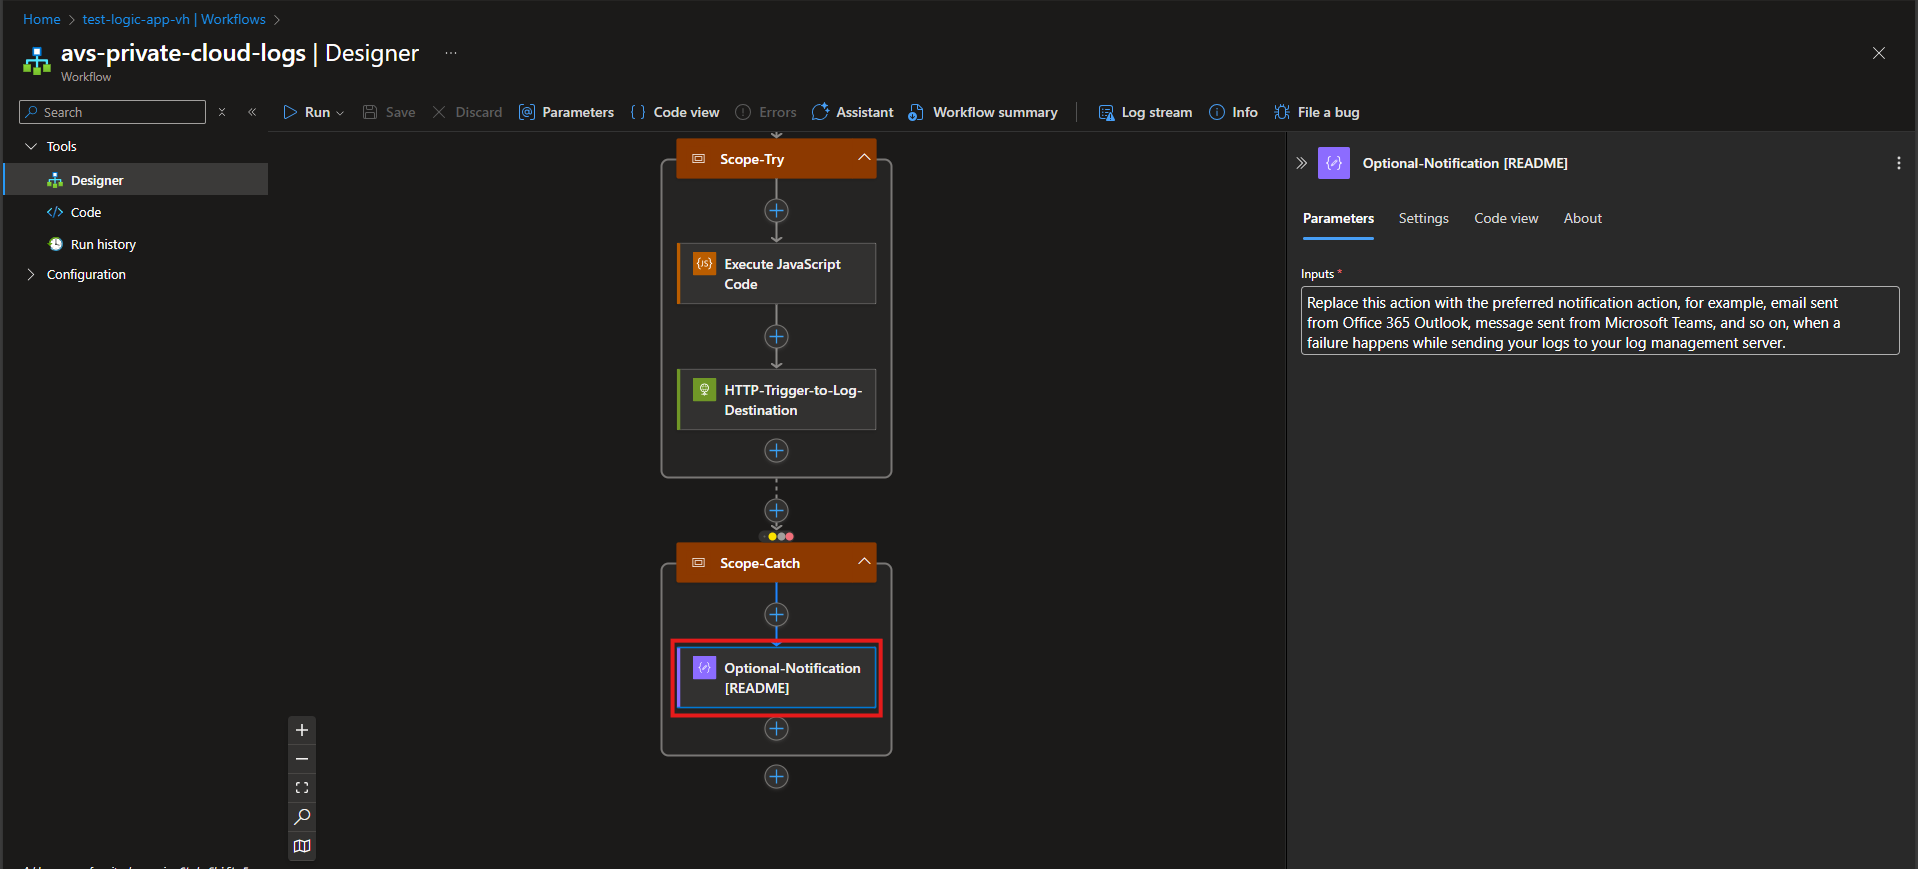 Home > test-logic-app-vh | Workflows >
avs-private-cloud-logs | Designer ...
Workflow
Search
Run
Save
Discard
Parameters
Code view
Errors
Assistant
Workflow summary
Log stream
Info
File a bug
Tools
Designer
Code
Run history
Configuration
Scope-Try
Execute JavaScript
Code
HTTP-Trigger-to-Log-
Destination
Scope-Catch
Optional-Notification
[README]
Optional-Notification [README]
Parameters
Settings
Code view
About
Inputs *
Replace this action with the preferred notification action, for example, email sent
from Office 365 Outlook, message sent from Microsoft Teams, and so on, when a
failure happens while sending your logs to your log management server.